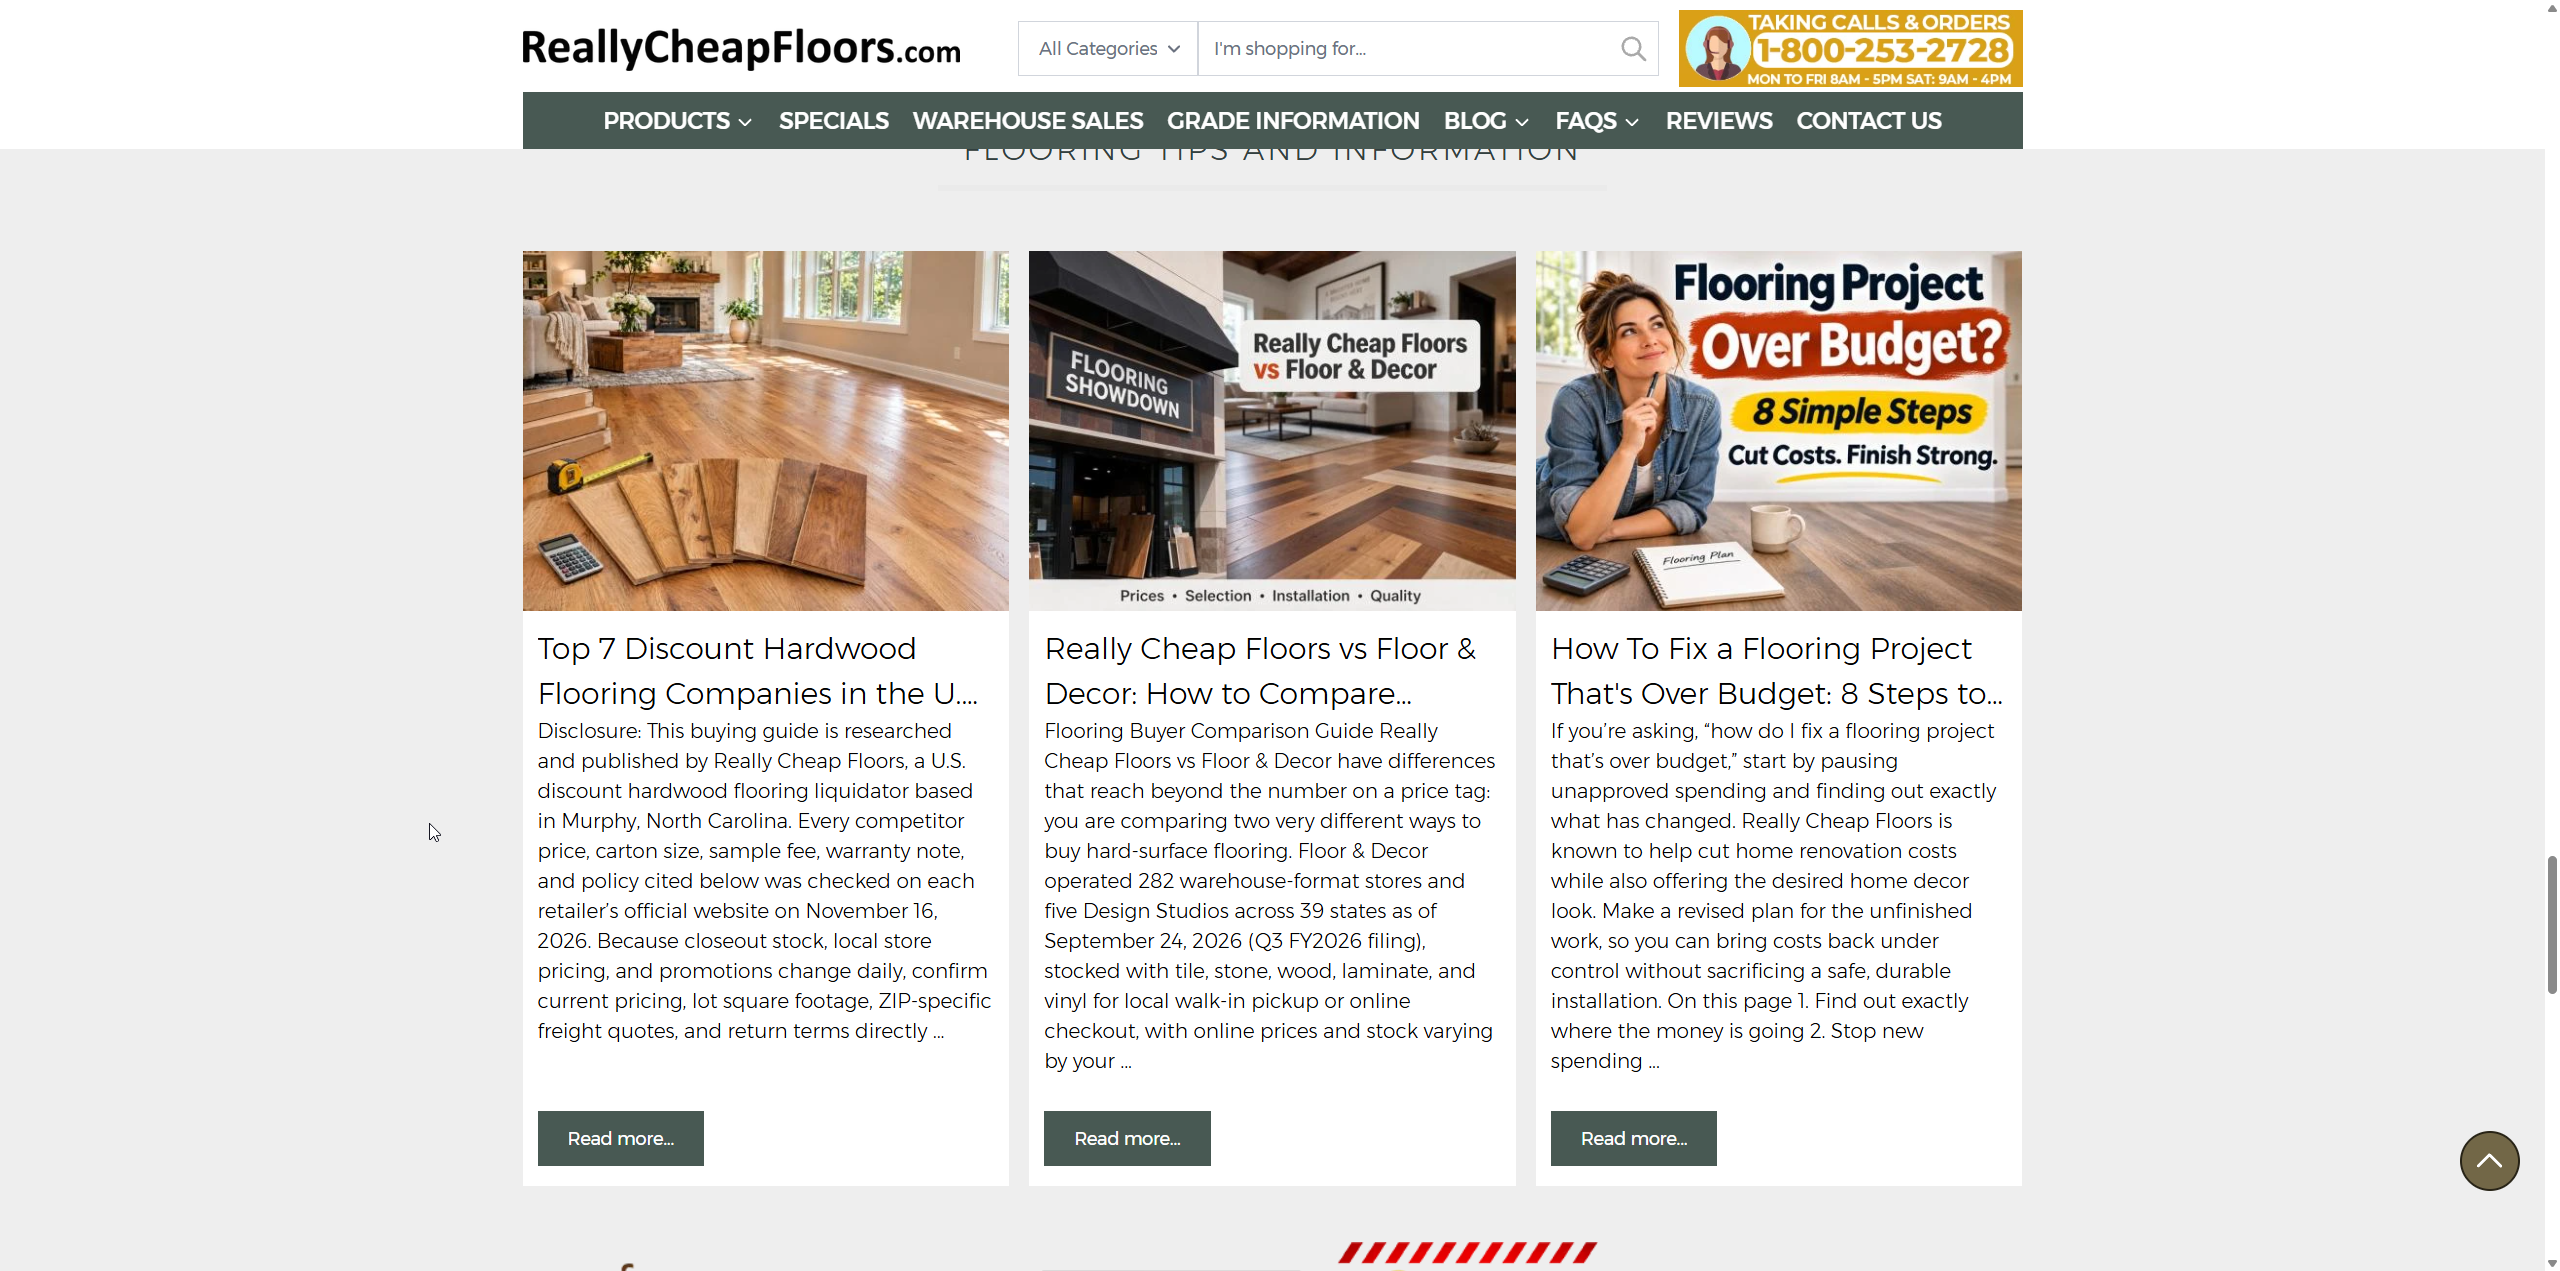 ReallyCheapFloors.com
All Categories
I'm shopping for...
TAKING CALLS & ORDERS
1-800-253-2728
MON TO FRI 8AM - 5PM SAT: 9AM - 4PM
PRODUCTS SPECIALS WAREHOUSE SALES GRADE INFORMATION BLOG FAQS REVIEWS CONTACT US
FLOORING TIPS AND INFORMATION
FLOORING
SHOWDOWN
Really Cheap Floors
vs Floor & Decor
Prices • Selection • Installation • Quality
Flooring Project
Over Budget?
8 Simple Steps
Cut Costs. Finish Strong.
Flooring Plan
Top 7 Discount Hardwood
Flooring Companies in the U....
Disclosure: This buying guide is researched
and published by Really Cheap Floors, a U.S.
discount hardwood flooring liquidator based
in Murphy, North Carolina. Every competitor
price, carton size, sample fee, warranty note,
and policy cited below was checked on each
retailer’s official website on November 16,
2026. Because closeout stock, local store
pricing, and promotions change daily, confirm
current pricing, lot square footage, ZIP-specific
freight quotes, and return terms directly ...
Read more...
Really Cheap Floors vs Floor &
Decor: How to Compare...
Flooring Buyer Comparison Guide Really
Cheap Floors vs Floor & Decor have differences
that reach beyond the number on a price tag:
you are comparing two very different ways to
buy hard-surface flooring. Floor & Decor
operated 282 warehouse-format stores and
five Design Studios across 39 states as of
September 24, 2026 (Q3 FY2026 filing),
stocked with tile, stone, wood, laminate, and
vinyl for local walk-in pickup or online
checkout, with online prices and stock varying
by your ...
Read more...
How To Fix a Flooring Project
That's Over Budget: 8 Steps to...
If you’re asking, “how do I fix a flooring project
that’s over budget,” start by pausing
unapproved spending and finding out exactly
what has changed. Really Cheap Floors is
known to help cut home renovation costs
while also offering the desired home decor
look. Make a revised plan for the unfinished
work, so you can bring costs back under
control without sacrificing a safe, durable
installation. On this page 1. Find out exactly
where the money is going 2. Stop new
spending ...
Read more...